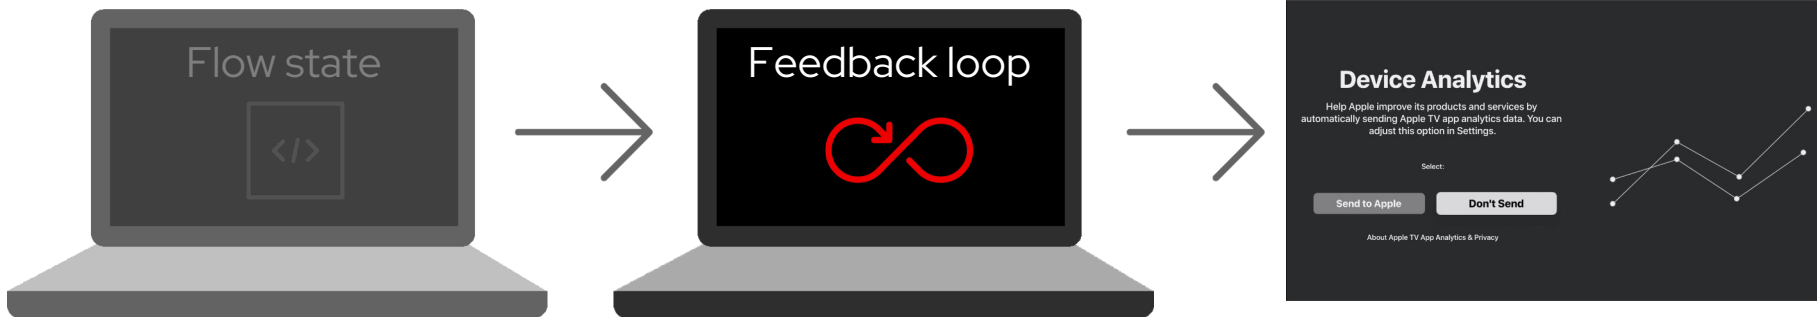 Flow state
</>
Feedback loop
Device Analytics
Help Apple improve its products and services by
automatically sending Apple TV app analytics data. You can
adjust this option in Settings.
Select:
Send to Apple
Don't Send
About Apple TV App Analytics & Privacy